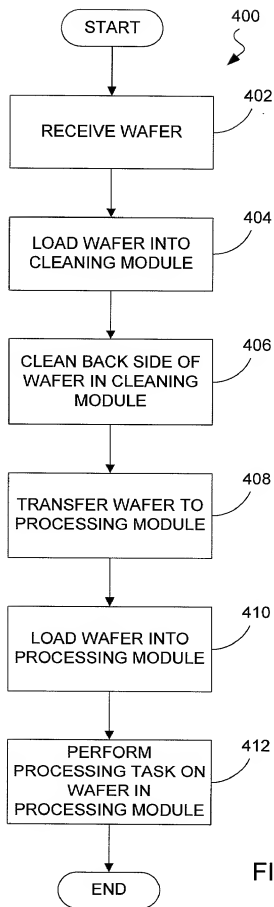 START
400
RECEIVE WAFER
402
LOAD WAFER INTO
CLEANING MODULE
404
CLEAN BACK SIDE OF
WAFER IN CLEANING
MODULE
406
TRANSFER WAFER TO
PROCESSING MODULE
408
LOAD WAFER INTO
PROCESSING MODULE
410
PERFORM
PROCESSING TASK ON
WAFER IN
PROCESSING MODULE
412
END
FI